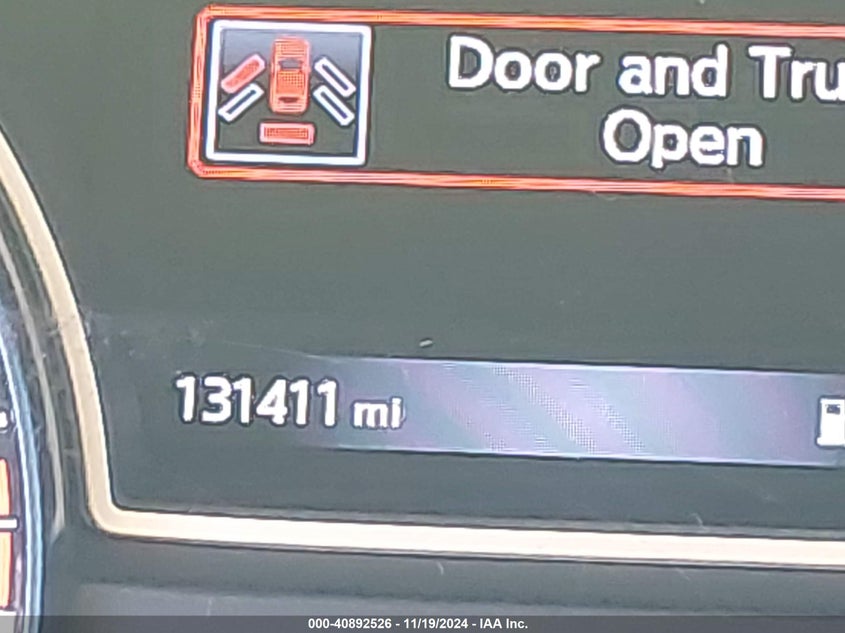 Door and Tru
Open
131411 mi
000-40892526 - 11/19/2024 - IAA Inc.